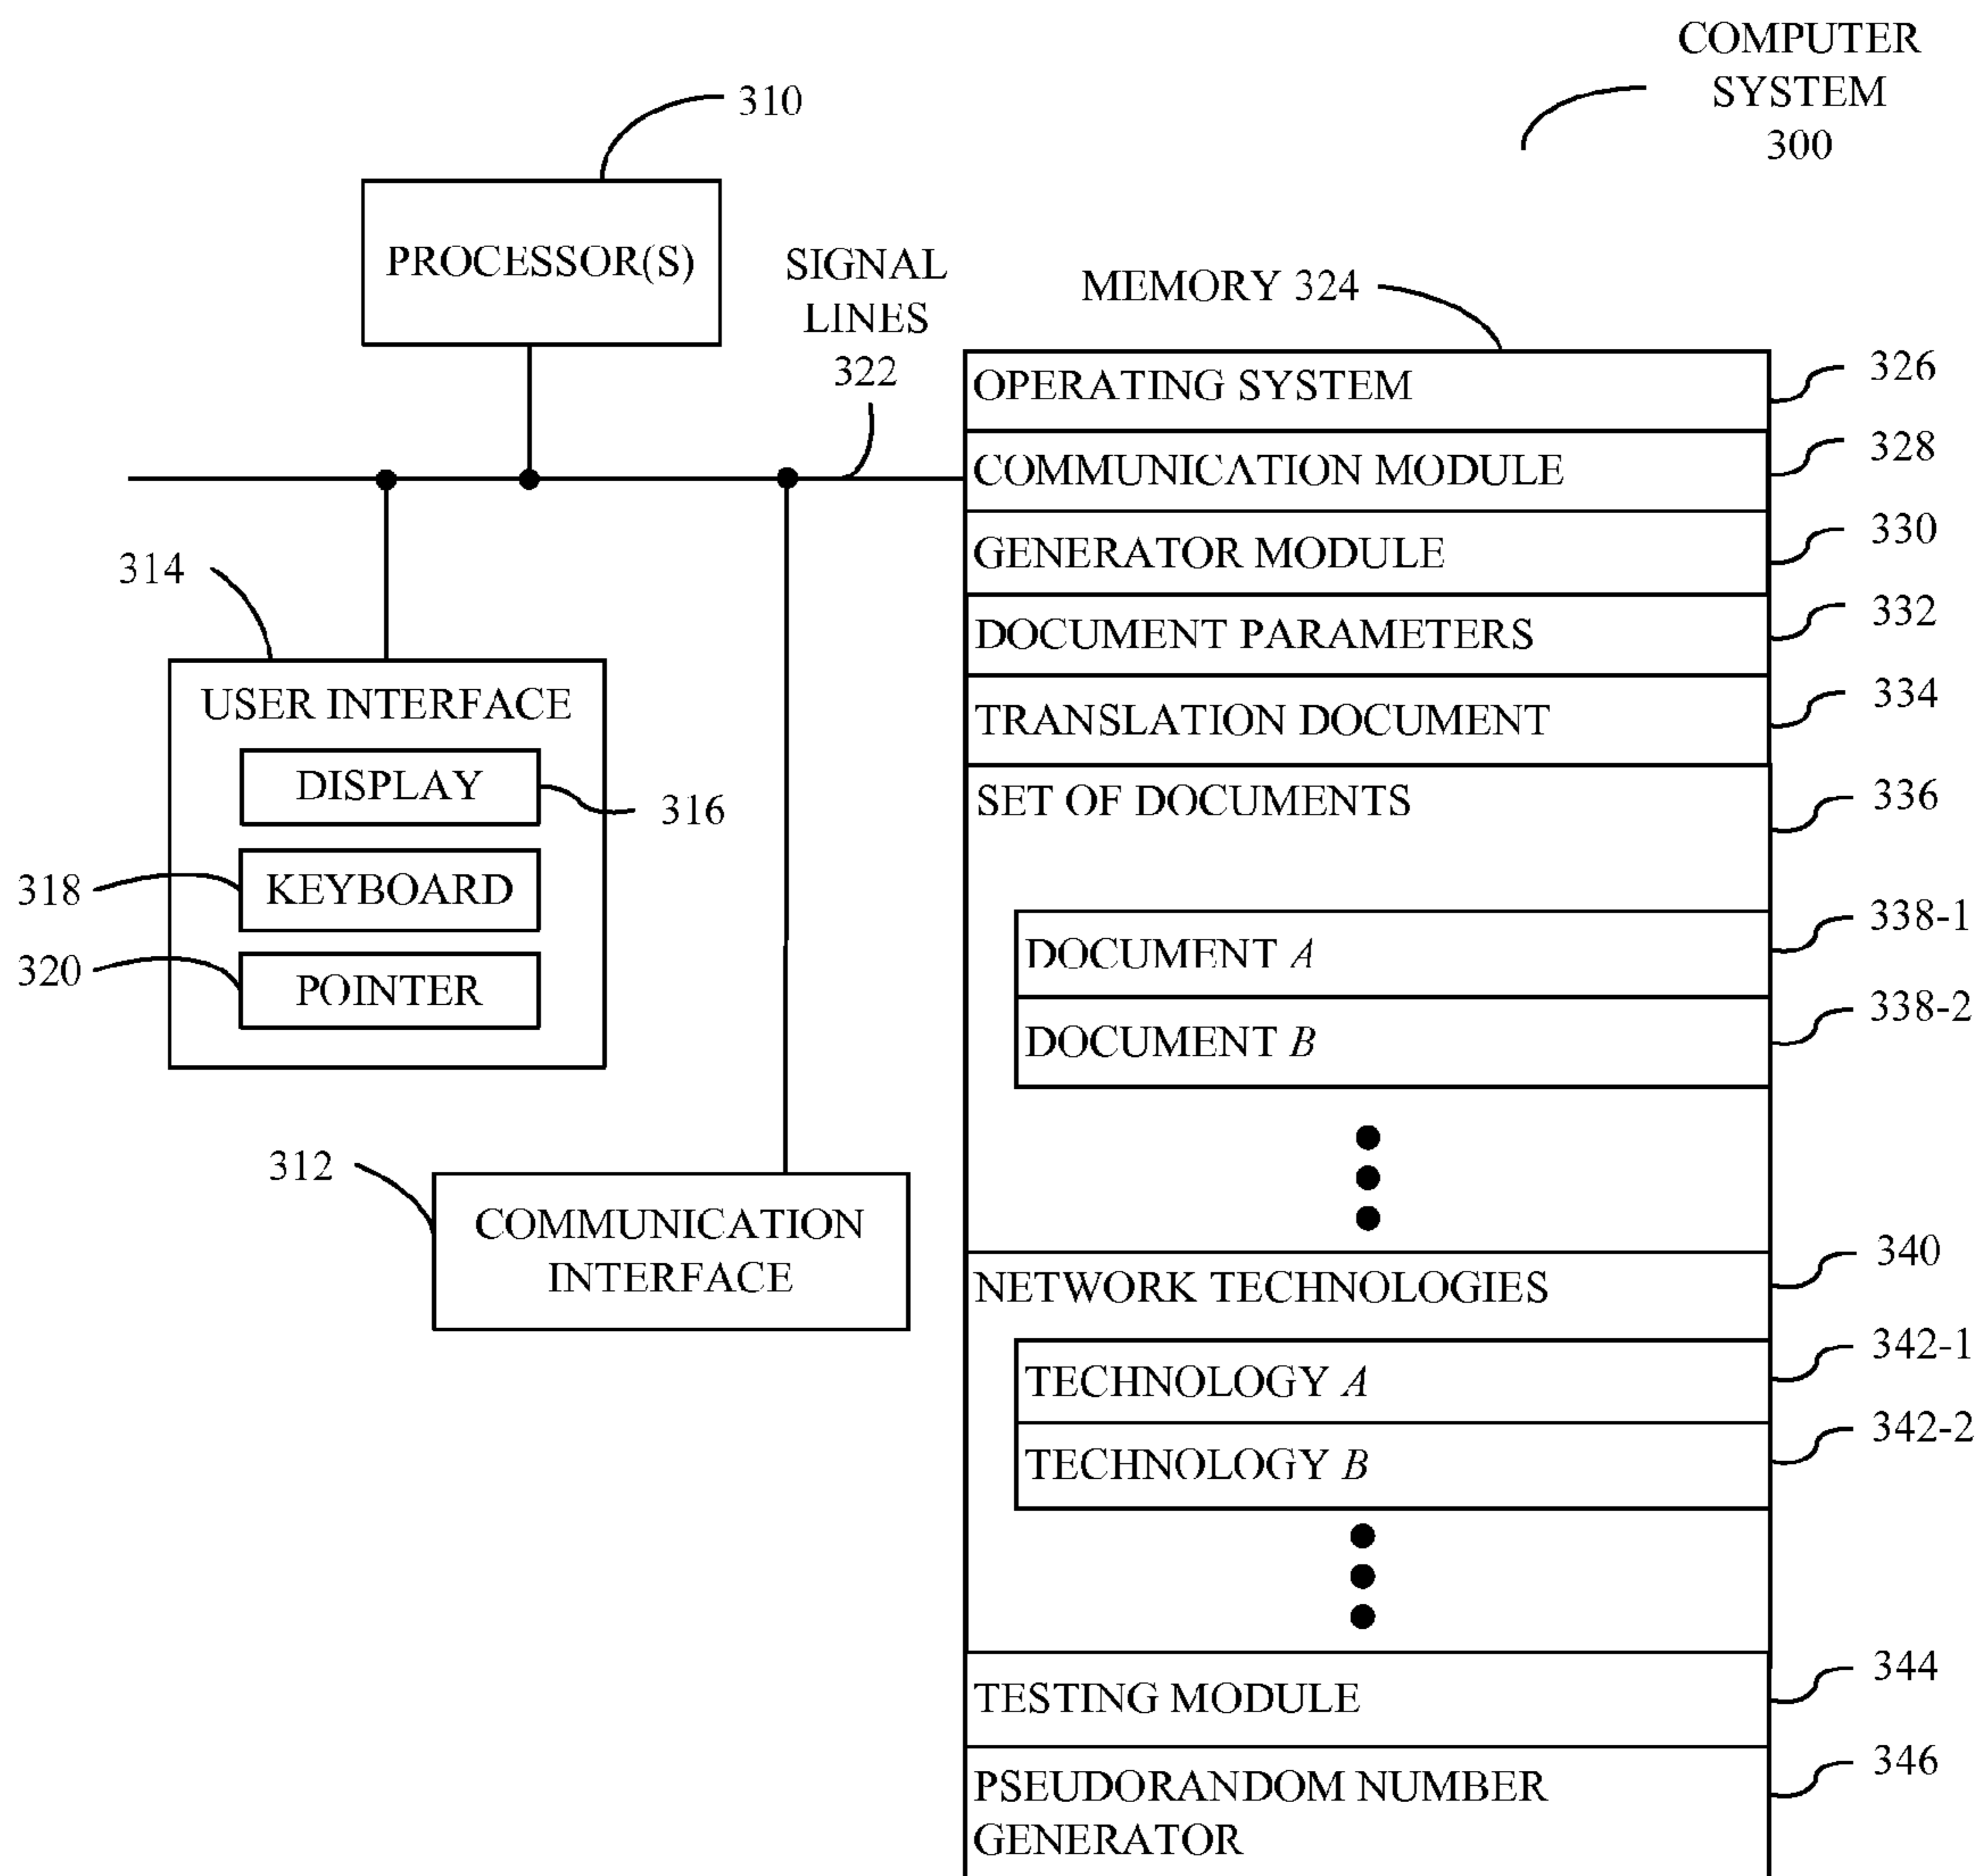 COMPUTER
SYSTEM
300
310
PROCESSOR(S)
SIGNAL
LINES
322
MEMORY 324
OPERATING SYSTEM
326
COMMUNICATION MODULE
328
GENERATOR MODULE
330
DOCUMENT PARAMETERS
332
TRANSLATION DOCUMENT
334
SET OF DOCUMENTS
336
DOCUMENT A
338-1
DOCUMENT B
338-2
NETWORK TECHNOLOGIES
340
TECHNOLOGY A
342-1
TECHNOLOGY B
342-2
TESTING MODULE
344
PSEUDORANDOM NUMBER
GENERATOR
346
314
USER INTERFACE
DISPLAY
316
318
KEYBOARD
320
POINTER
312
COMMUNICATION
INTERFACE